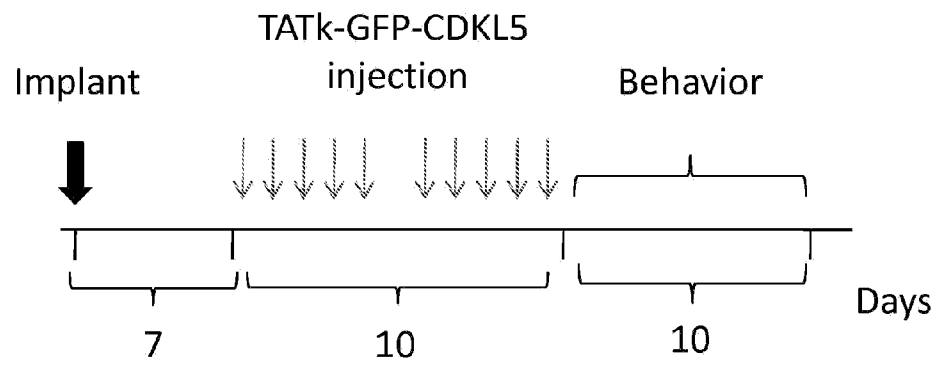 TATk-GFP-CDKL5
injection
Implant
Behavior
7
10
10
Days